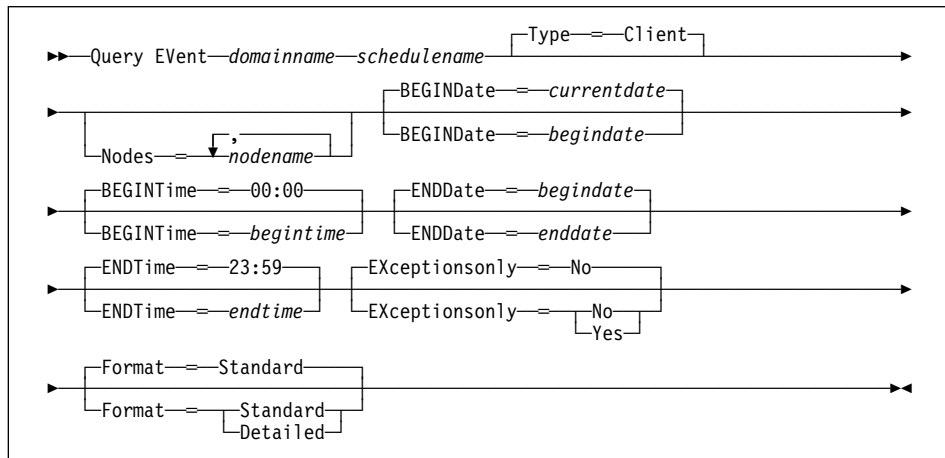 Type = Client
Query EVent domainname schedulename
BEGINDate = currentdate
BEGINDate = begindate
,
Nodes = nodename
BEGINTime = 00:00
BEGINTime = begintime
ENDDate = begindate
ENDDate = enddate
ENDTime = 23:59
ENDTime = endtime
EXceptionsonly = No
EXceptionsonly = No
Yes
Format = Standard
Format = Standard
Detailed